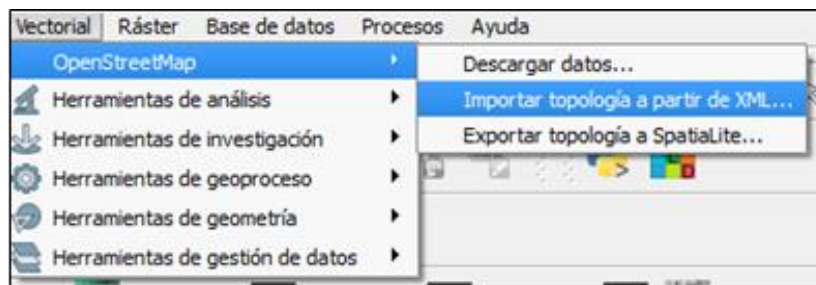 Vectorial Ráster Base de datos Procesos Ayuda
OpenStreetMap
Descargar datos...
Herramientas de análisis
Importar topología a partir de XML...
Herramientas de investigación
Exportar topología a SpatiaLite...
Herramientas de geoproceso
Herramientas de geometría
Herramientas de gestión de datos